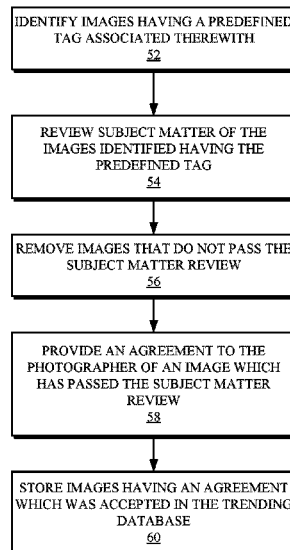 IDENTIFY IMAGES HAVING A PREDEFINED
TAG ASSOCIATED THEREWITH
52
REVIEW SUBJECT MATTER OF THE
IMAGES IDENTIFIED HAVING THE
PREDEFINED TAG
54
REMOVE IMAGES THAT DO NOT PASS THE
SUBJECT MATTER REVIEW
56
PROVIDE AN AGREEMENT TO THE
PHOTOGRAPHER OF AN IMAGE WHICH
HAS PASSED THE SUBJECT MATTER
REVIEW
58
STORE IMAGES HAVING AN AGREEMENT
WHICH WAS ACCEPTED IN THE TRENDING
DATABASE
60